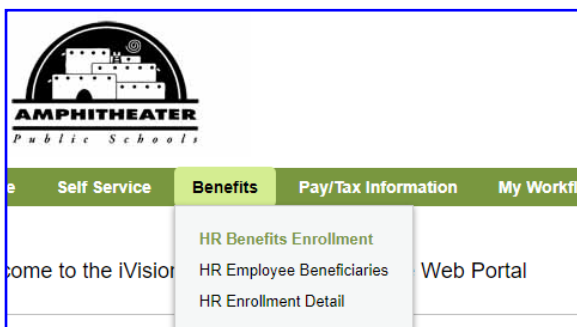 AMPHITHEATER
Public Schools
e Self Service Benefits Pay/Tax Information My Workfl
HR Benefits Enrollment
come to the iVision Web Portal
HR Employee Beneficiaries
HR Enrollment Detail